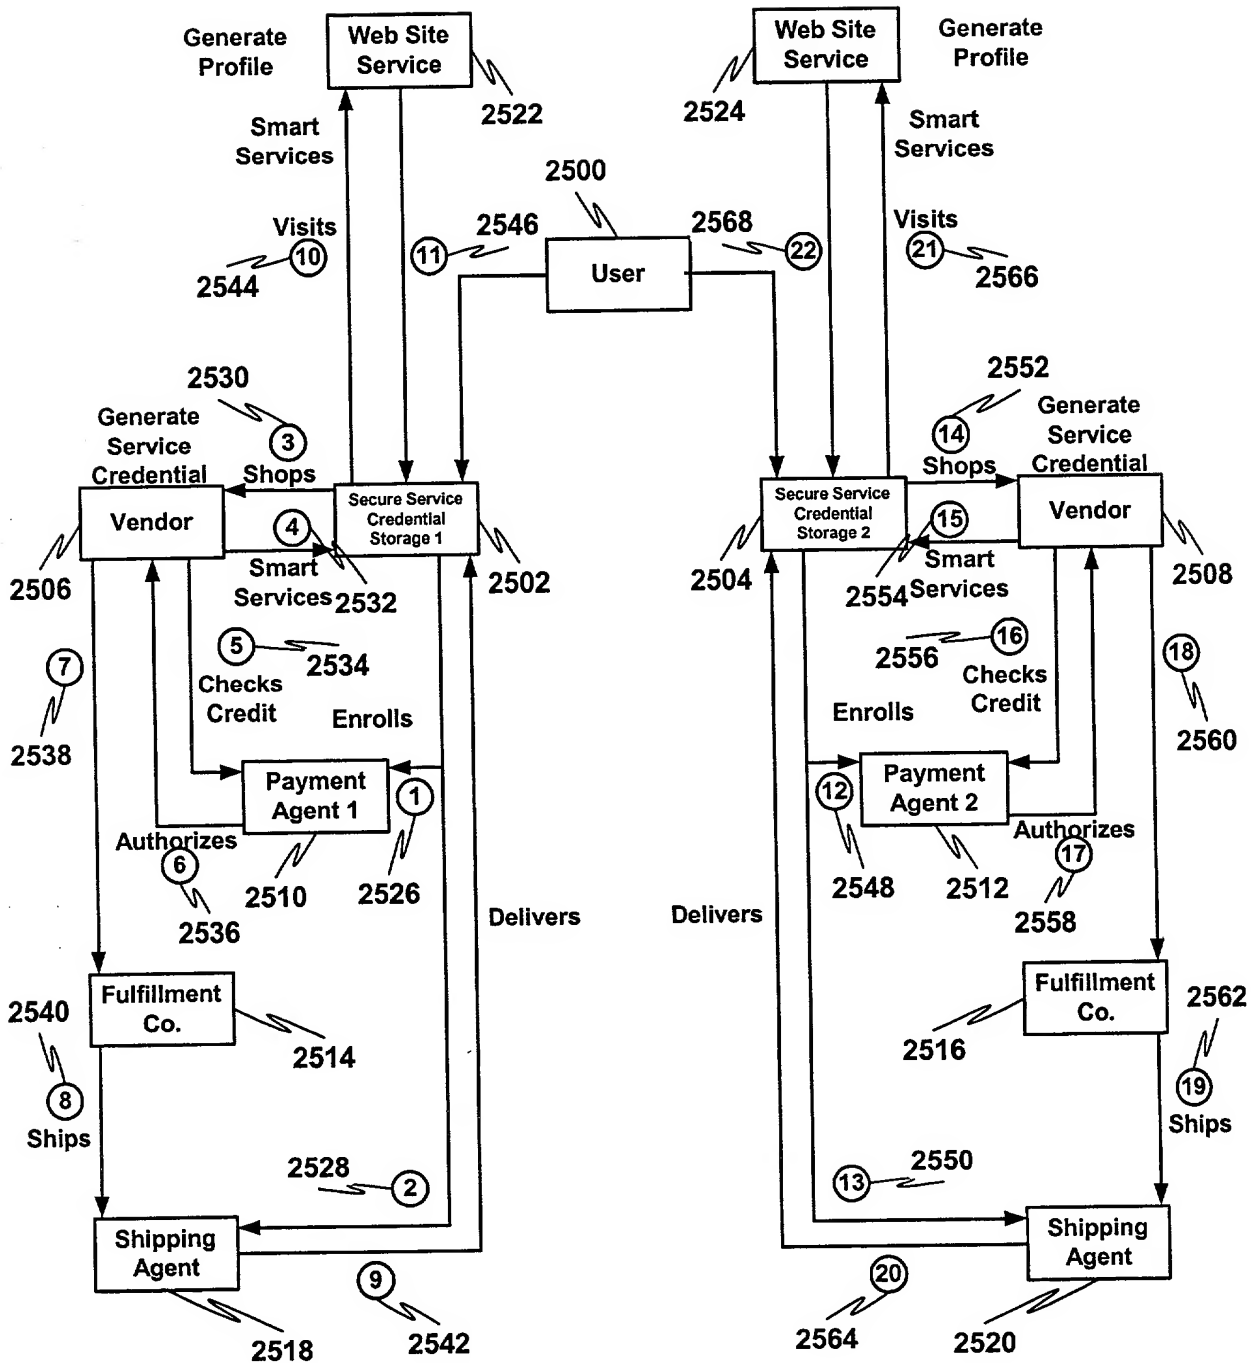 Generate
Profile
Web Site
Service
2522
Web Site
Service
Generate
Profile
2524
Smart
Services
Smart
Services
2500
Visits
10
2544
11
2546
User
2568
22
Visits
21
2566
2530
3
Generate
Service
Credential
Shops
2552
14
Generate
Service
Credential
Shops
Vendor
2506
Secure Service
Credential
Storage 1
4
Smart
Services
2532
2502
Secure Service
Credential
Storage 2
2504
15
Smart
Services
2554
Vendor
2508
7
2538
5
2534
Checks
Credit
Enrolls
2556
16
Checks
Credit
Enrolls
18
2560
Payment
Agent 1
1
2526
2510
Authorizes
6
2536
Payment
Agent 2
12
2548
2512
Authorizes
17
2558
Delivers
Delivers
Fulfillment
Co.
2514
Fulfillment
Co.
2516
2540
8
Ships
2562
19
Ships
2528
2
13
2550
Shipping
Agent
2518
9
2542
Shipping
Agent
20
2564
2520